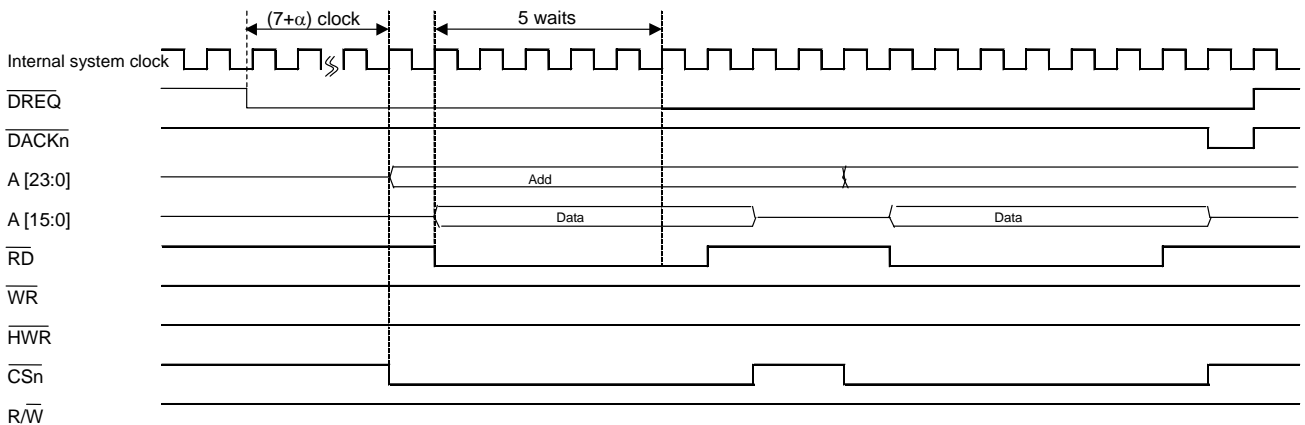 (7+α) clock
5 waits
Internal system clock
DREQ
DACKn
A [23:0]
Add
A [15:0]
Data
Data
RD
WR
HWR
CSn
R/W